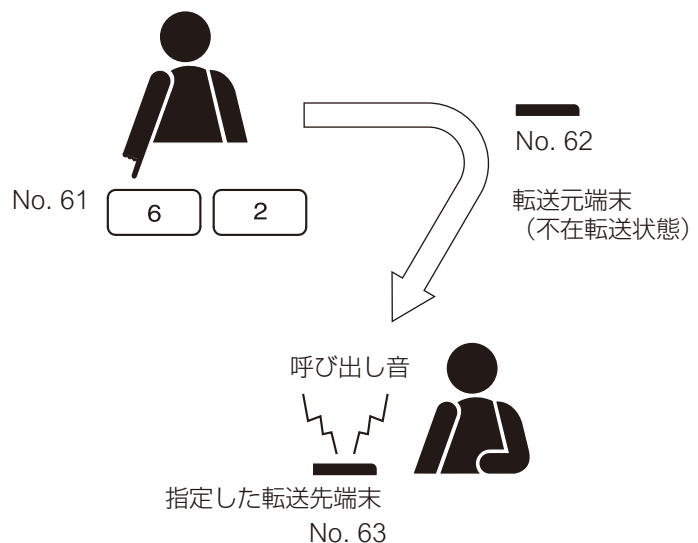 No. 62
No. 61
6
2
転送元端末
（不在転送状態）
呼び出し音
指定した転送先端末
No. 63